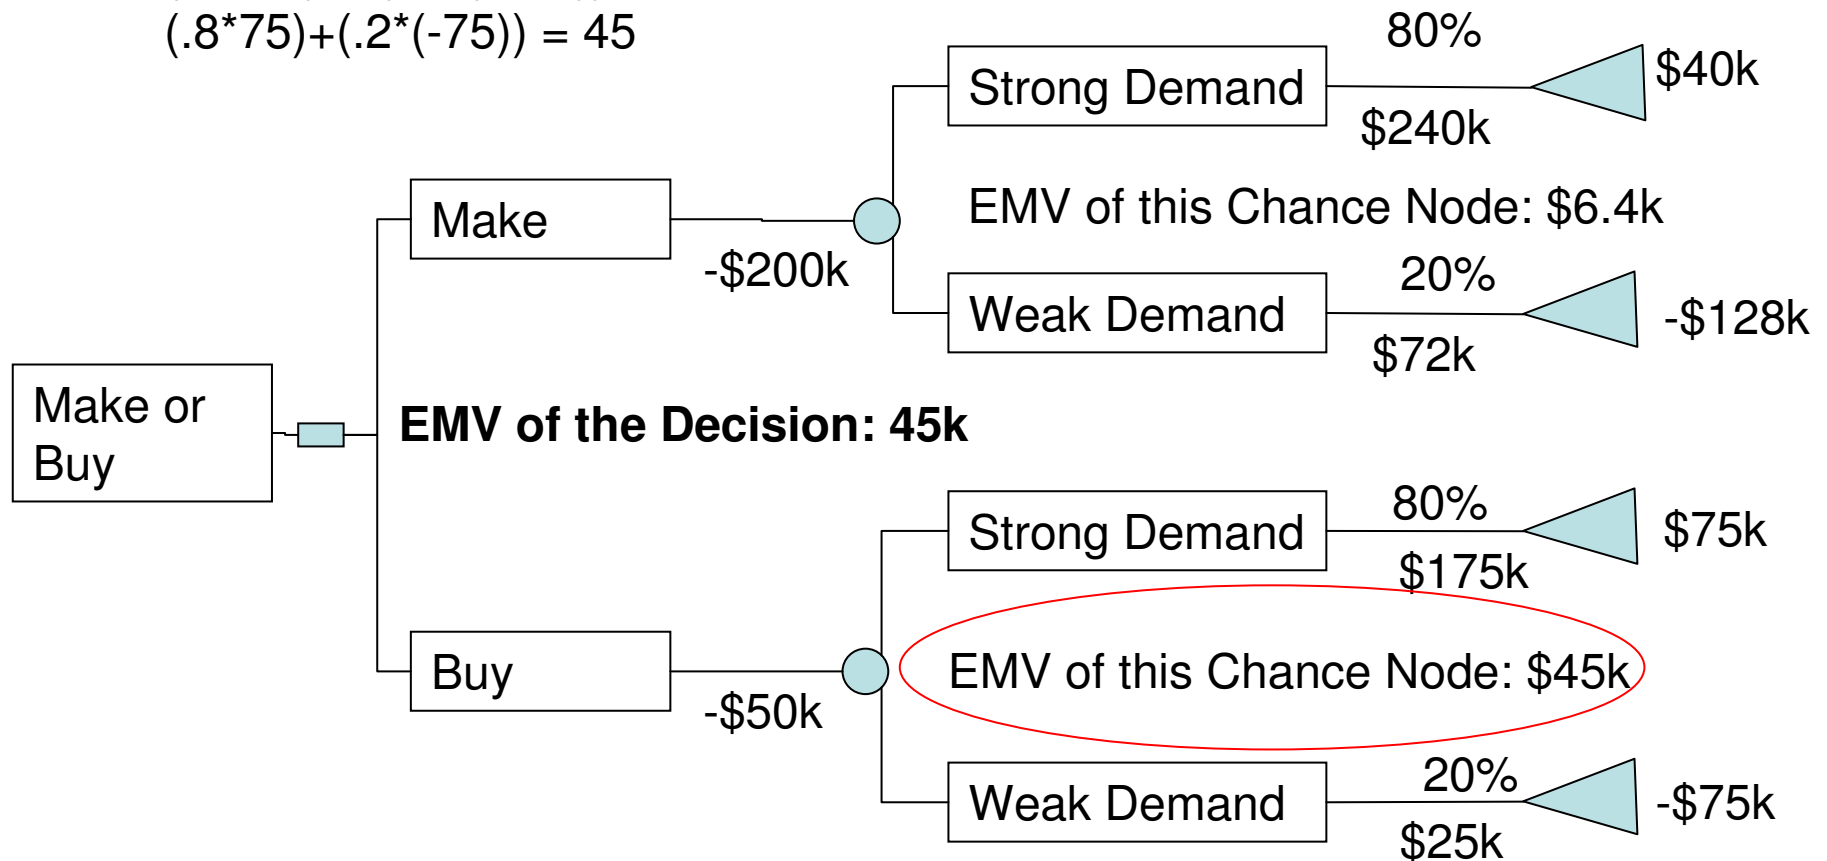 (.8*75)+(.2*(-75)) = 45
80%
Strong Demand
$40k
$240k
Make
EMV of this Chance Node: $6.4k
-$200k
20%
Weak Demand
-$128k
$72k
Make or
Buy
EMV of the Decision: 45k
80%
Strong Demand
$75k
$175k
Buy
EMV of this Chance Node: $45k
-$50k
20%
Weak Demand
-$75k
$25k